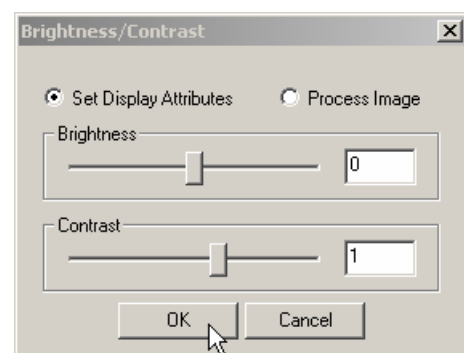 Brightness/Contrast
Set Display Attributes Process Image
Brightness
0
Contrast
1
OK Cancel